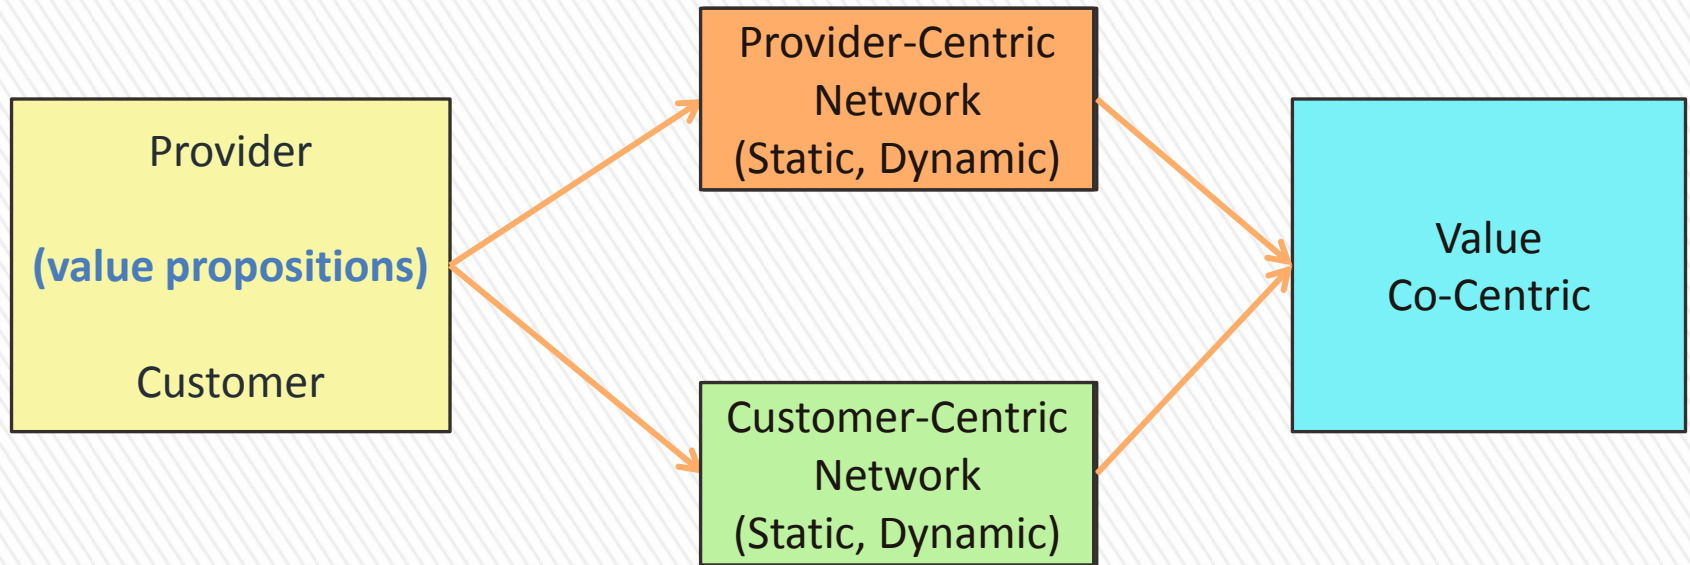 Provider
(value propositions)
Customer
Provider-Centric
Network
(Static, Dynamic)
Customer-Centric
Network
(Static, Dynamic)
Value
Co-Centric